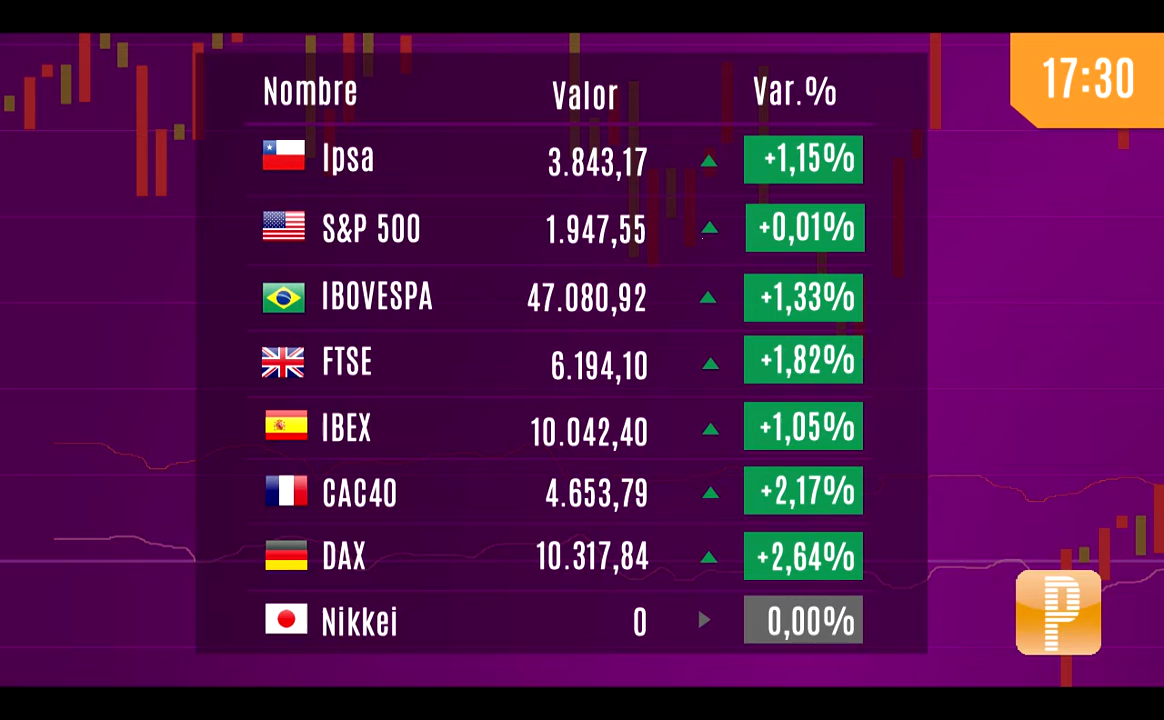 Nombre Valor Var.%
17:30
Ipsa 3.843,17 +1,15%
S&P 500 1.947,55 +0,01%
IBOVESPA 47.080,92 +1,33%
FTSE 6.194,10 +1,82%
IBEX 10.042,40 +1,05%
CAC40 4.653,79 +2,17%
DAX 10.317,84 +2,64%
Nikkei 0 0,00%
P